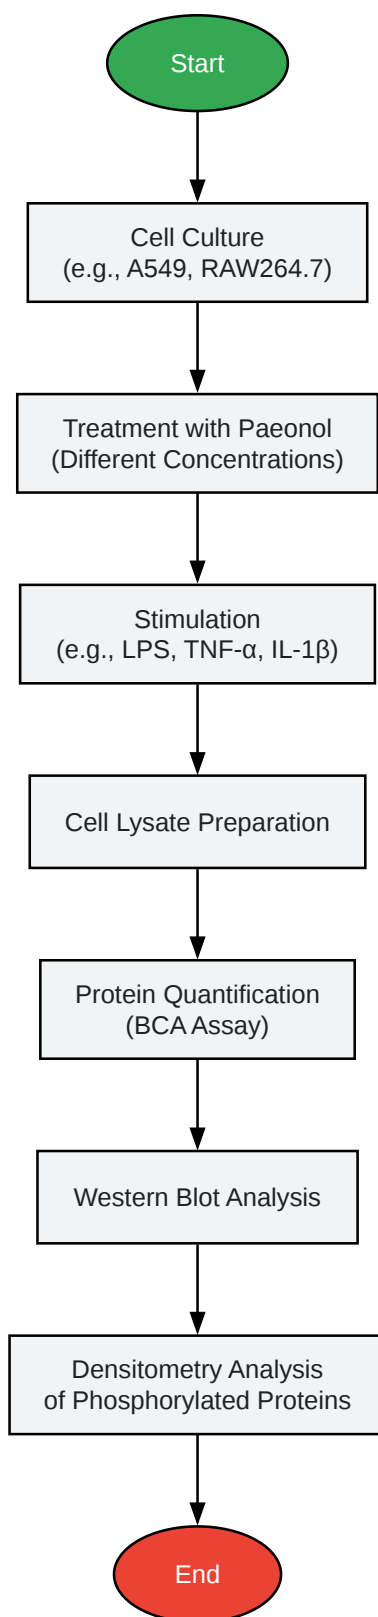 Start
Cell Culture
(e.g., A549, RAW264.7)
Treatment with Paeonol
(Different Concentrations)
Stimulation
(e.g., LPS, TNF-α, IL-1β)
Cell Lysate Preparation
Protein Quantification
(BCA Assay)
Western Blot Analysis
Densitometry Analysis
of Phosphorylated Proteins
End